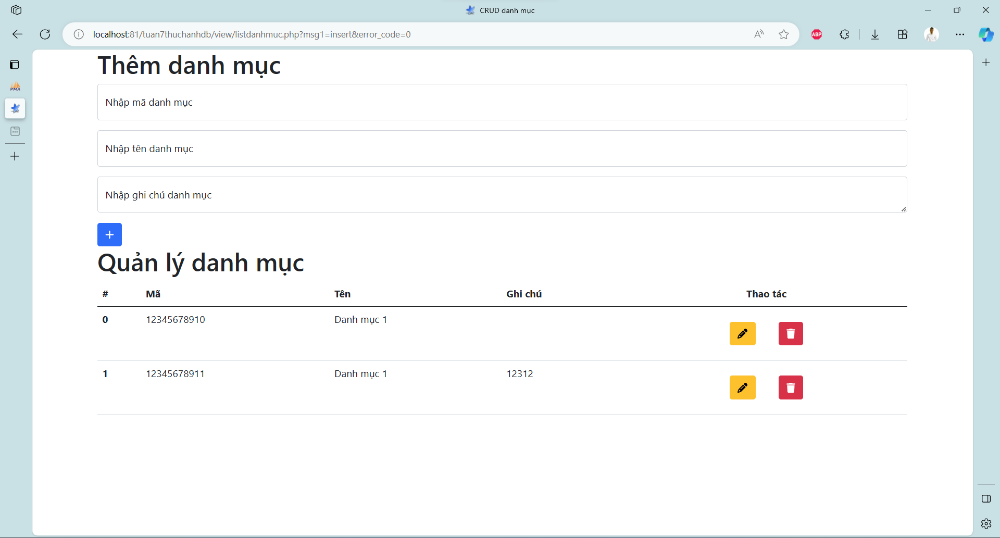 CRUD danh mục
localhost:81/tuan7thuchanhdb/view/listdanhmuc.php?msg1=insert&error_code=0
ABP
PMA
Thêm danh mục
Nhập mã danh mục
Nhập tên danh mục
Nhập ghi chú danh mục
Quản lý danh mục
# Mã Tên Ghi chú Thao tác
0 12345678910 Danh mục 1
1 12345678911 Danh mục 1 12312